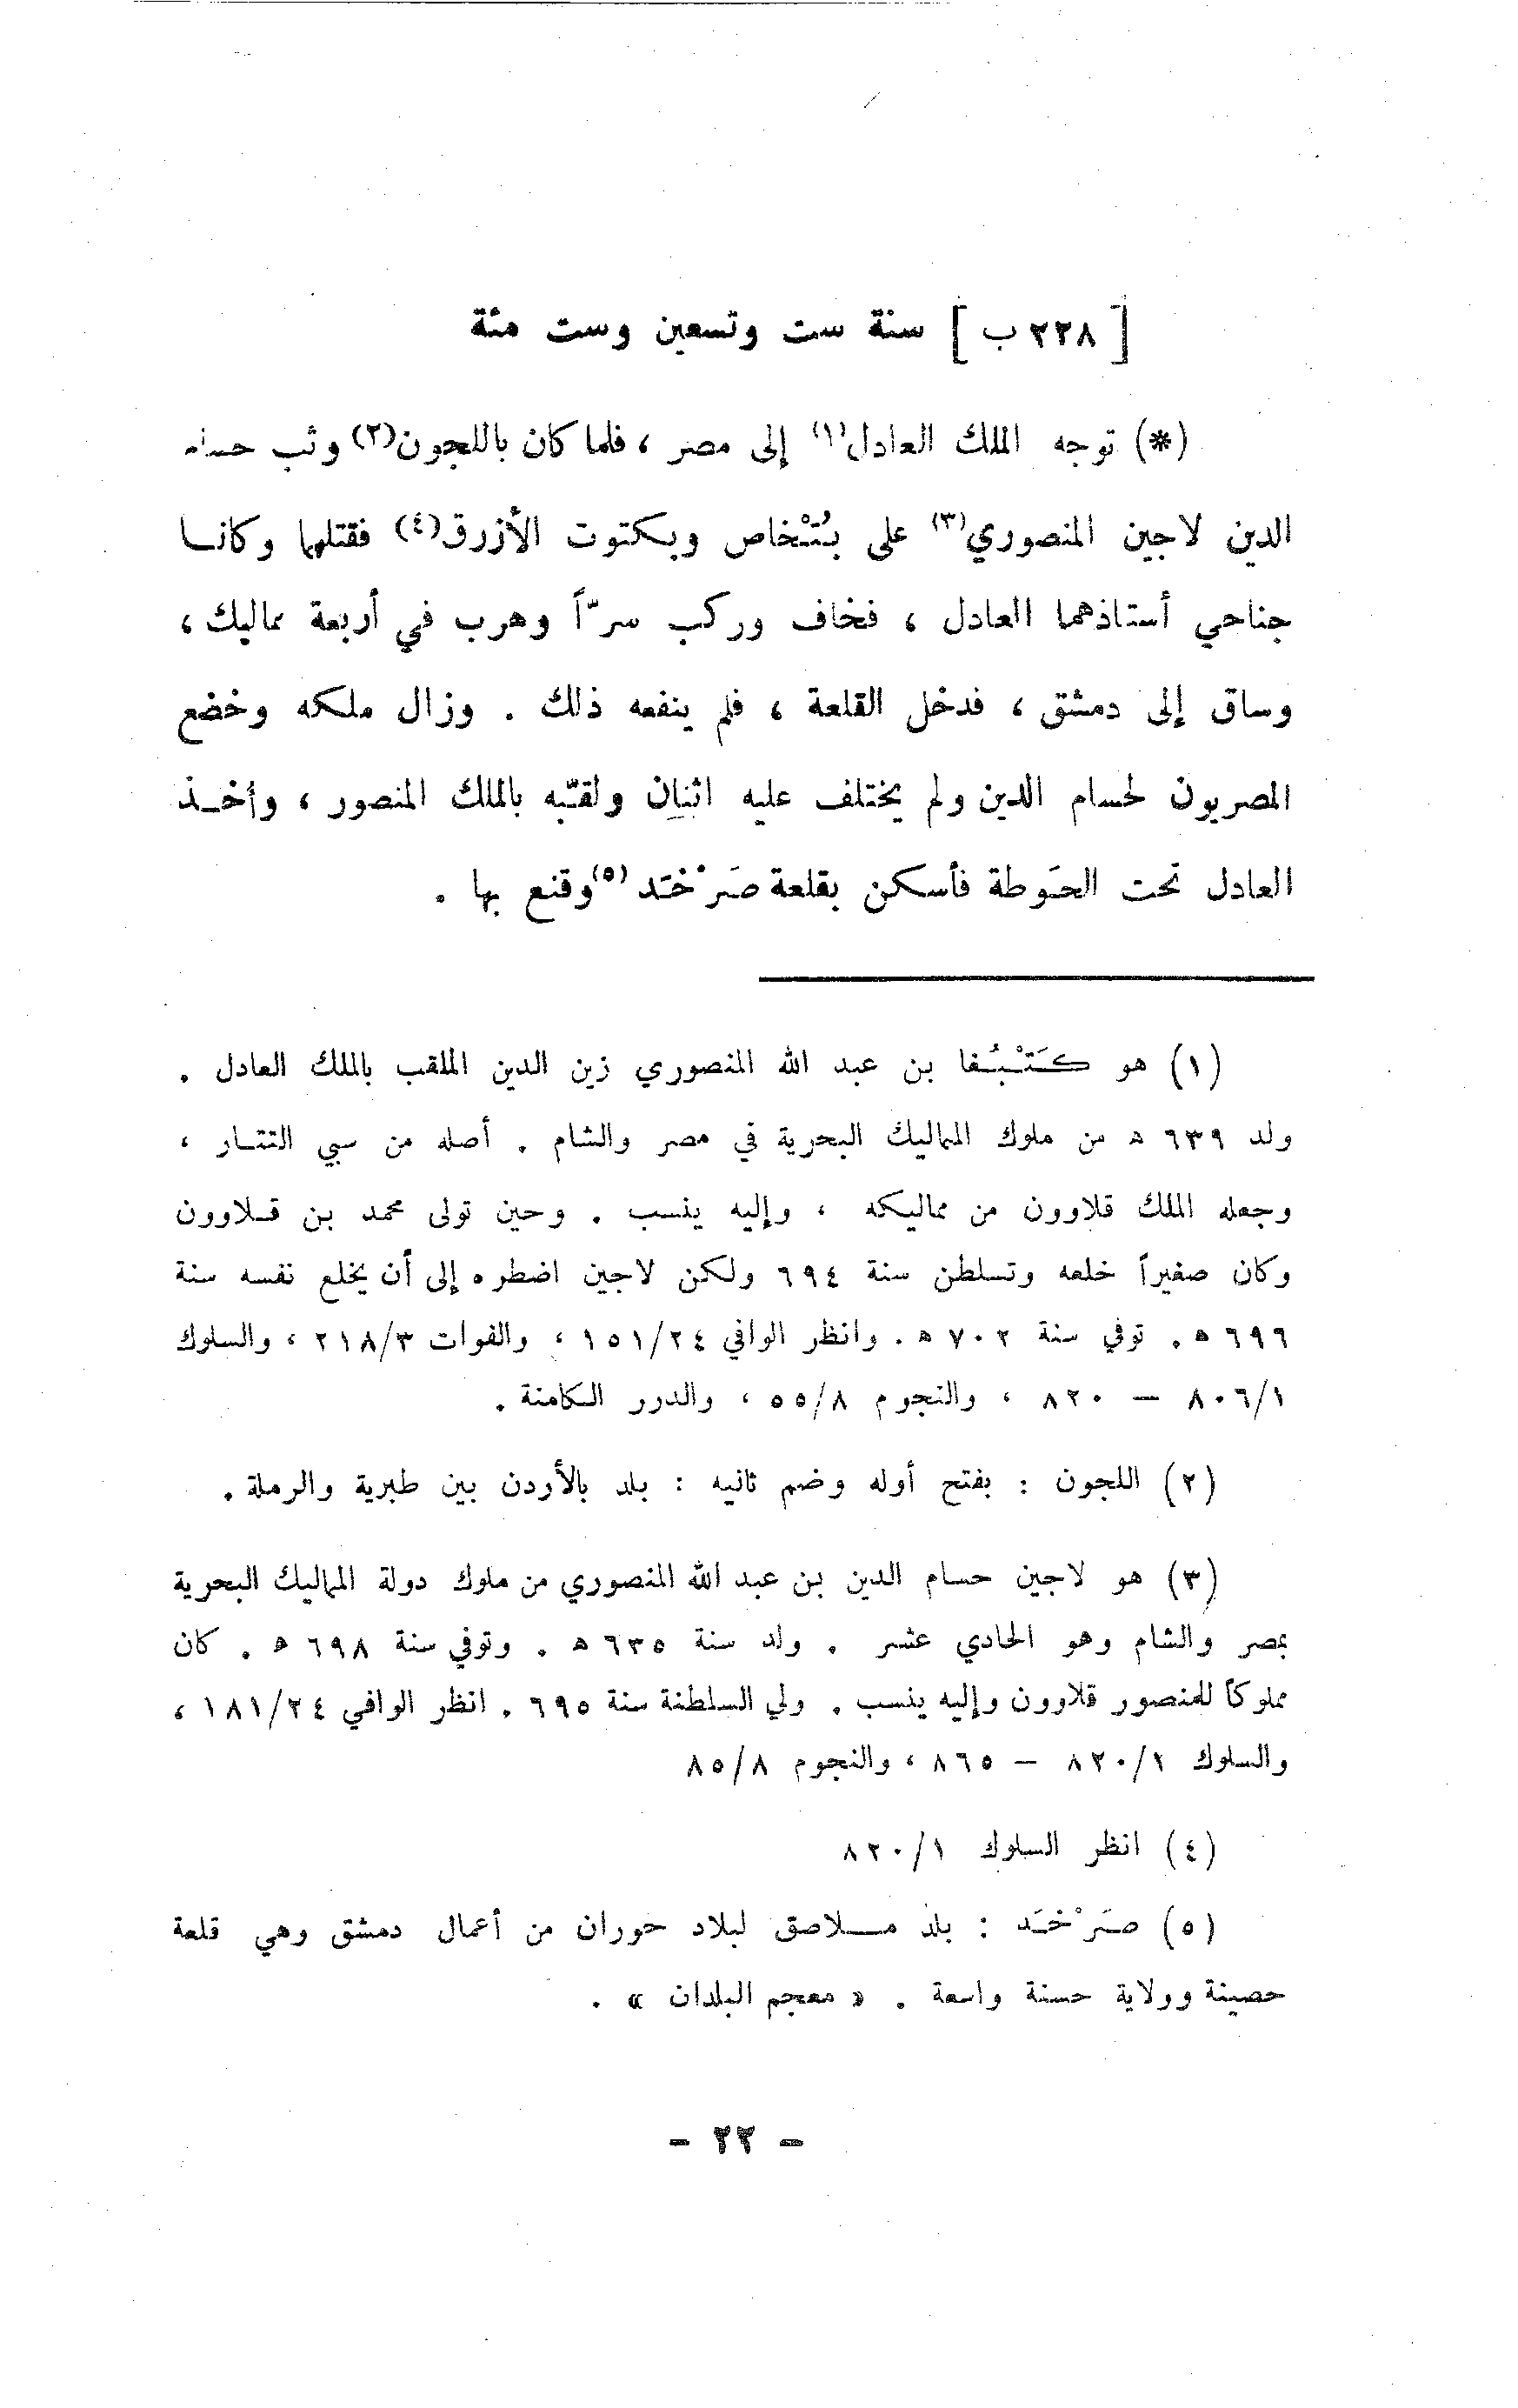 [ ٢٢٨ ب ] سنة ست وتسعين وست مئة
(*) توجه الملك العادل(١) إلى مصر ، فلما كان باللجون(٢) وثب حسام
الدين لاجين المنصوري(٣) على بُتْخاص وبكتوت الأزرق(٤) فقتلهما وكانا
جناحي أستاذهما العادل ، فخاف وركب سرّاً وهرب في أربعة مماليك ،
وساق إلى دمشق ، فدخل القلعة ، فلم ينفعه ذلك . وزال ملكه وخضع
المصريون لحسام الدين ولم يختلف عليه اثنان ولقّبه بالملك المنصور ، وأخذ
العادل تحت الحَوطة فأسكن بقلعة صَرْخَد(٥) وقنع بها .
(١) هو كَتْبُغا بن عبد الله المنصوري زين الدين الملقب بالملك العادل .
ولد ٦٣٩ هـ من ملوك المماليك البحرية في مصر والشام . أصله من سبي التتار ،
وجعله الملك قلاوون من مماليكه ، وإليه ينسب . وحين تولى محمد بن قلاوون
وكان صغيراً خلعه وتسلطن سنة ٦٩٤ ولكن لاجين اضطره إلى أن يخلع نفسه سنة
٦٩٦ هـ . توفي سنة ٧٠٢ هـ . وانظر الوافي ١٥١/٢٤ ، والفوات ٢١٨/٣ ، والسلوك
٨٠٦/١ – ٨٢٠ ، والنجوم ٥٥/٨ ، والدرر الكامنة .
(٢) اللجون : بفتح أوله وضم ثانيه : بلد بالأردن بين طبرية والرملة .
(٣) هو لاجين حسام الدين بن عبد الله المنصوري من ملوك دولة المماليك البحرية
بمصر والشام وهو الحادي عشر . ولد سنة ٦٣٥ هـ . وتوفي سنة ٦٩٨ هـ . كان
مملوكاً للمنصور قلاوون وإليه ينسب . ولي السلطنة سنة ٦٩٥ . انظر الوافي ١٨١/٢٤ ،
والسلوك ٨٢٠/١ – ٨٦٥ ، والنجوم ٨٥/٨
(٤) انظر السلوك ٨٢٠/١
(٥) صَرْخَد : بلد ملاصق لبلاد حوران من أعمال دمشق وهي قلعة
حصينة وولاية حسنة واسعة . « معجم البلدان » .
– ٢٢ –